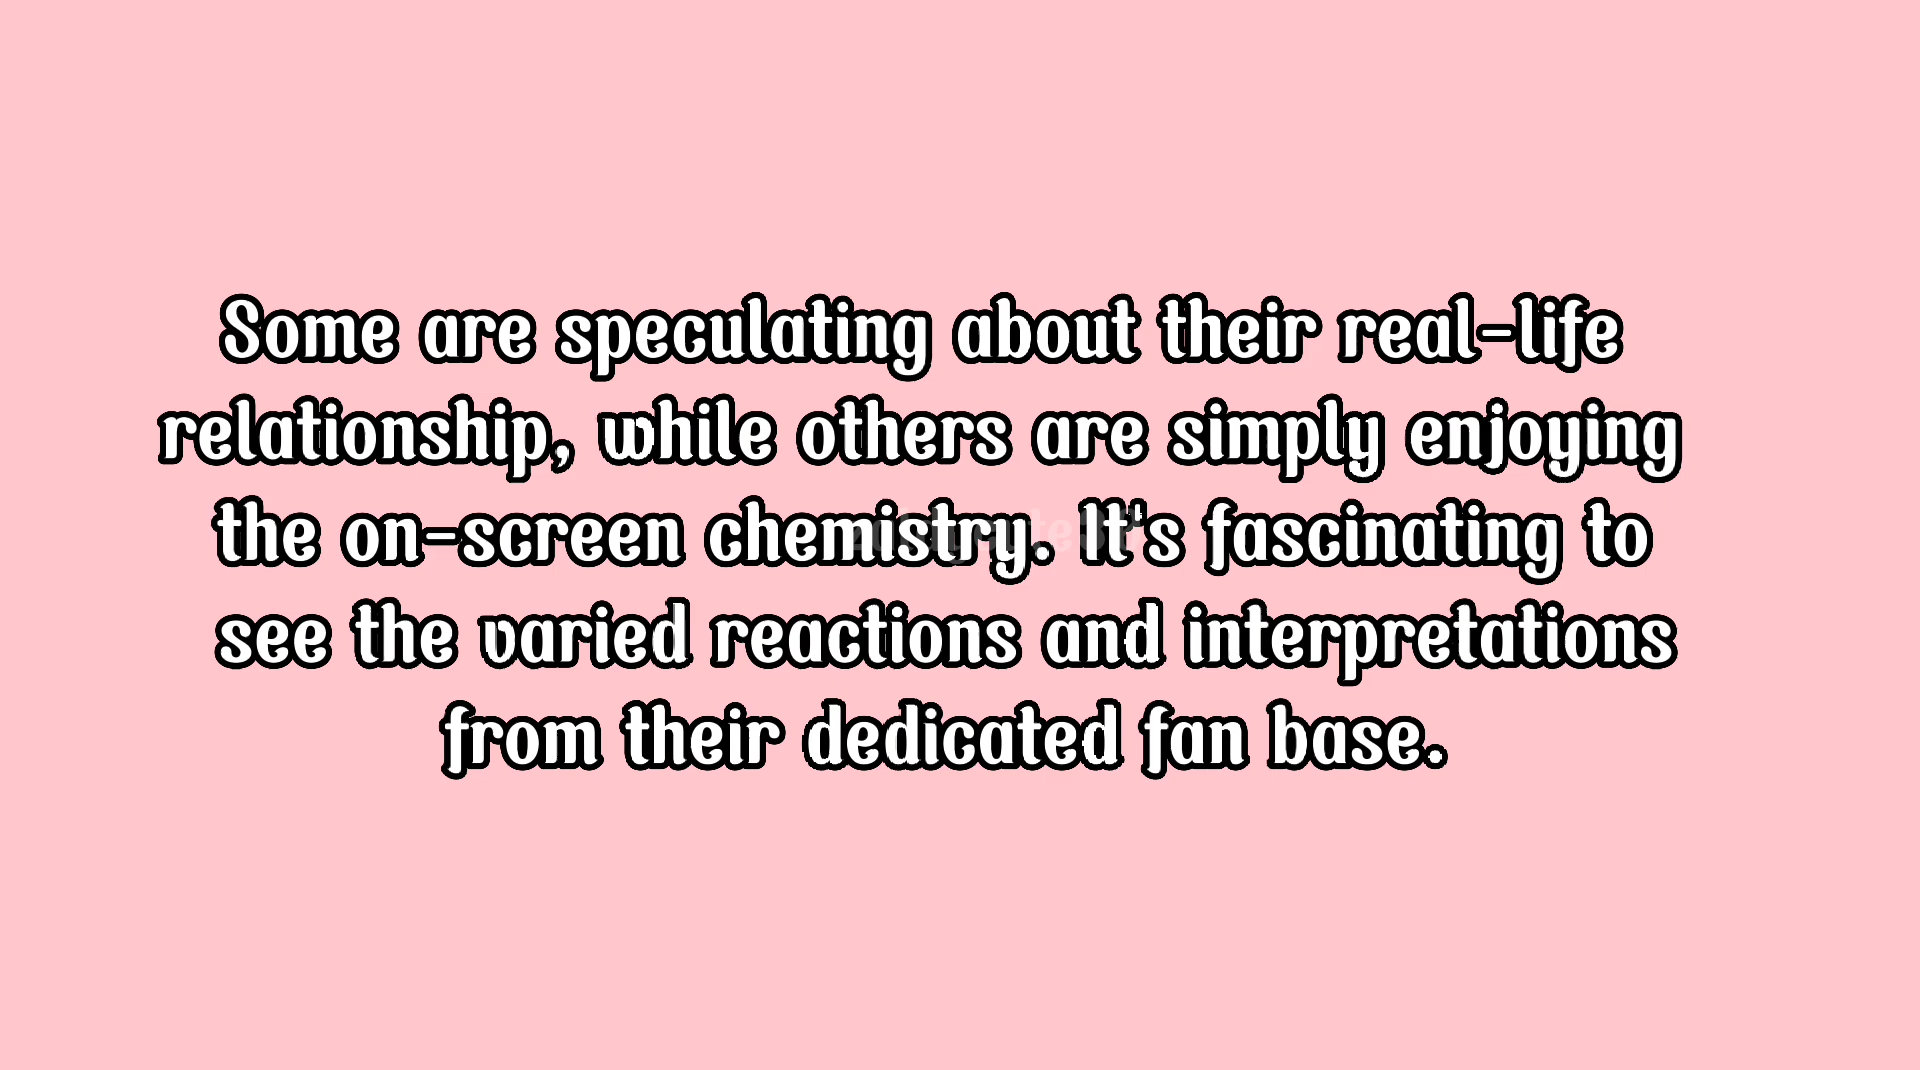 Some are speculating about their real-life
relationship, while others are simply enjoying
the on-screen chemistry. It's fascinating to
see the varied reactions and interpretations
from their dedicated fan base.